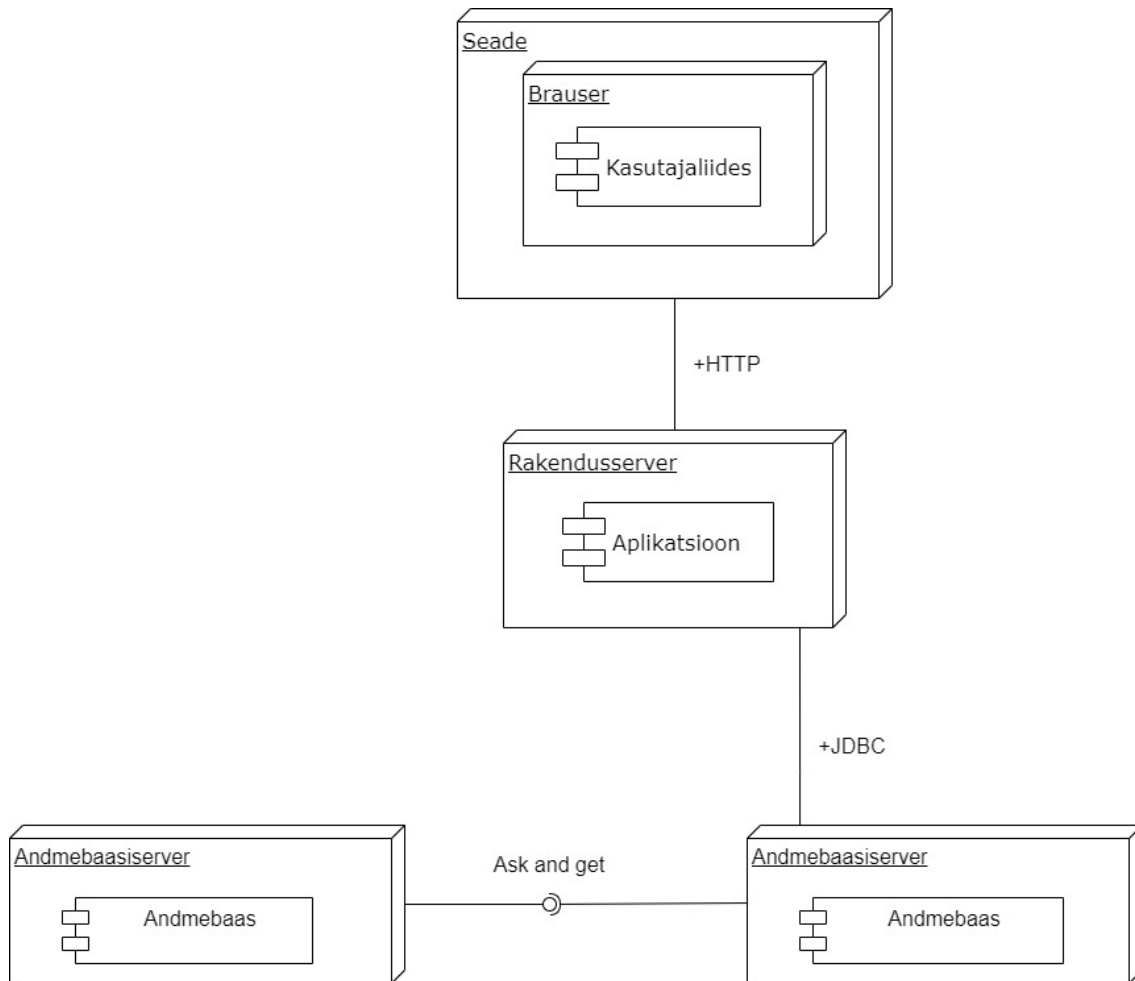 Seade
Brauser
Kasutajaliides
+HTTP
Rakendusserver
Aplikatsioon
+JDBC
Andmebaasiserver
Andmebaas
Ask and get
Andmebaasiserver
Andmebaas